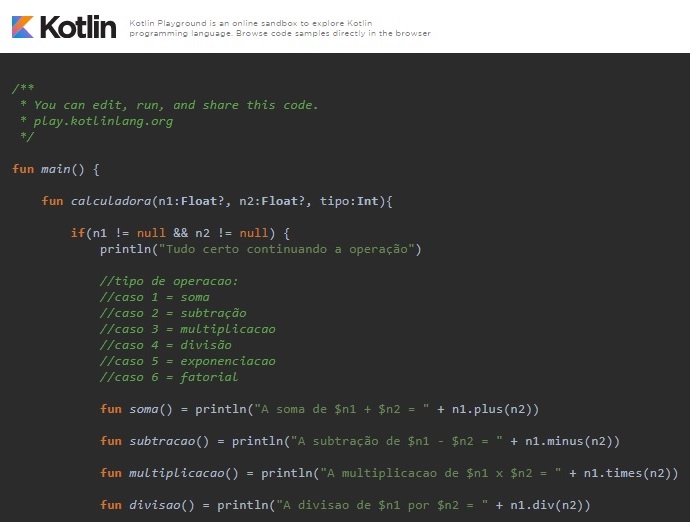 Kotlin
Kotlin Playground is an online sandbox to explore Kotlin
programming language. Browse code samples directly in the browser
/**
 * You can edit, run, and share this code.
 * play.kotlinlang.org
 */
fun main() {
    fun calculadora(n1:Float?, n2:Float?, tipo:Int){
        if(n1 != null && n2 != null) {
            println("Tudo certo continuando a operação")
            //tipo de operacao:
            //caso 1 = soma
            //caso 2 = subtração
            //caso 3 = multiplicacao
            //caso 4 = divisão
            //caso 5 = exponenciacao
            //caso 6 = fatorial
            fun soma() = println("A soma de $n1 + $n2 = " + n1.plus(n2))
            fun subtracao() = println("A subtração de $n1 - $n2 = " + n1.minus(n2))
            fun multiplicacao() = println("A multiplicacao de $n1 x $n2 = " + n1.times(n2))
            fun divisao() = println("A divisao de $n1 por $n2 = " + n1.div(n2))